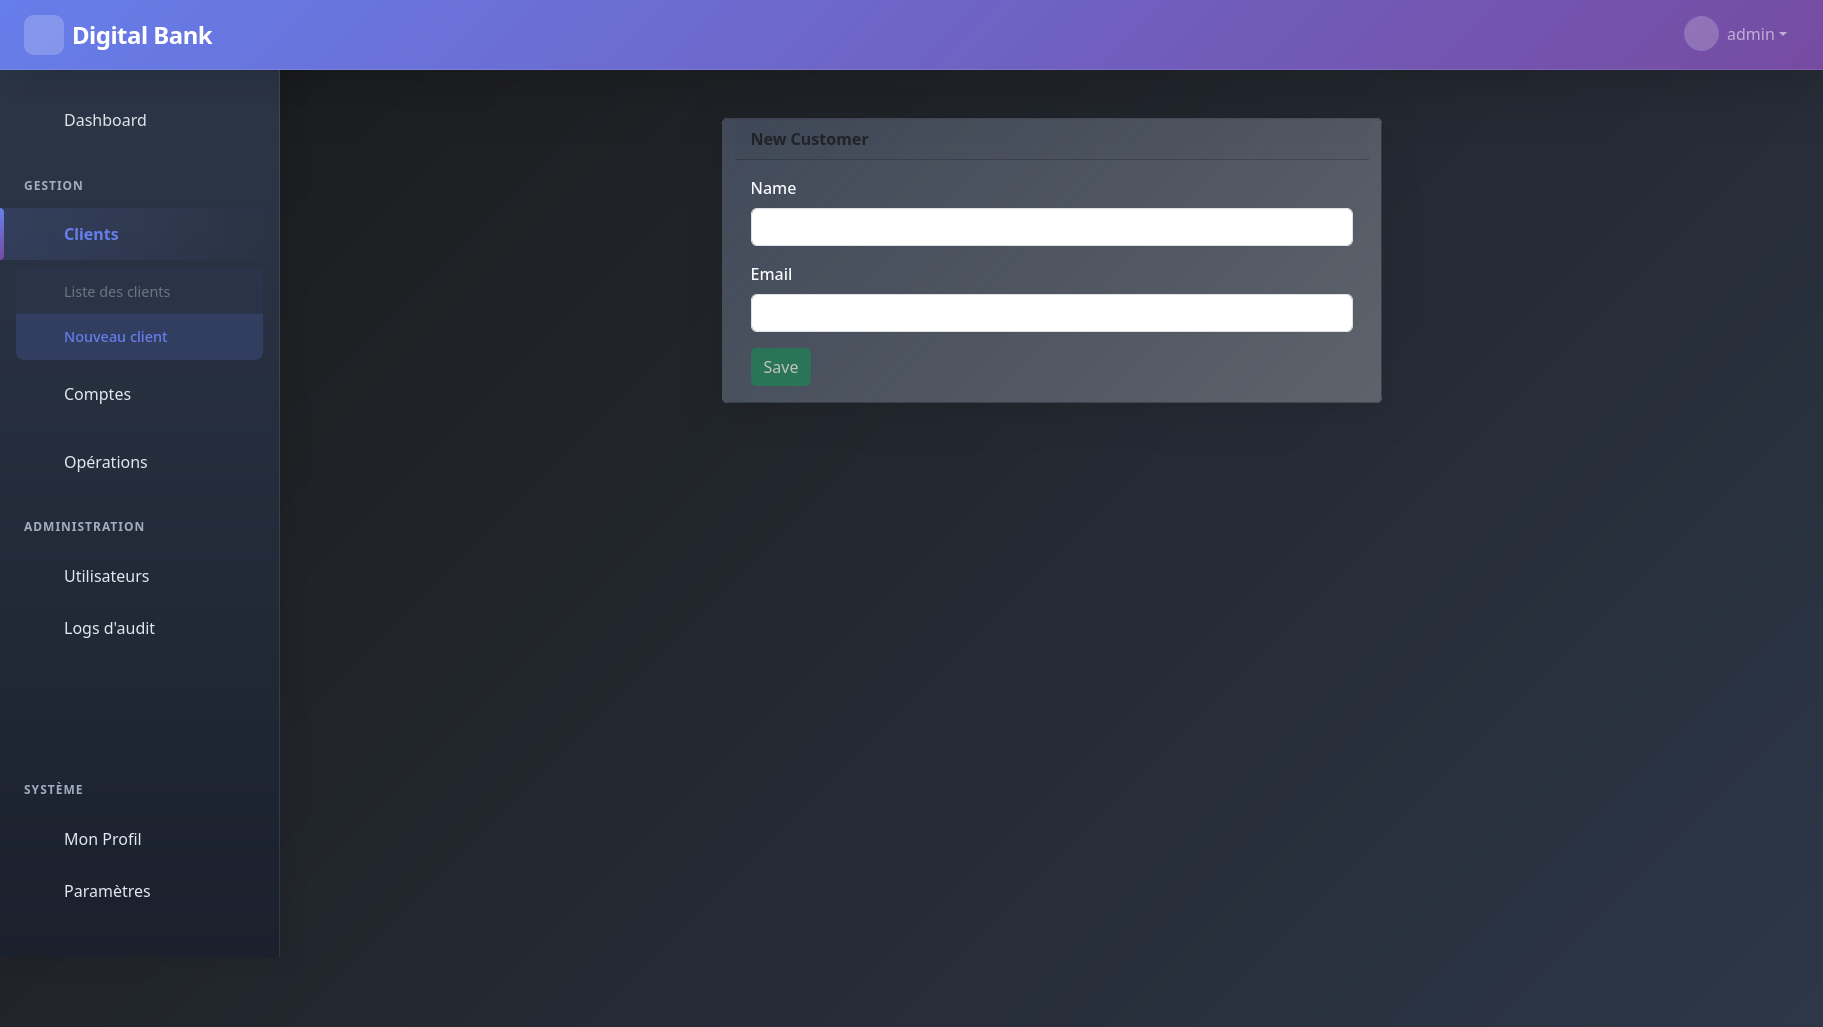 Digital Bank
admin
Dashboard
GESTION
Clients
Liste des clients
Nouveau client
Comptes
Opérations
ADMINISTRATION
Utilisateurs
Logs d'audit
SYSTÈME
Mon Profil
Paramètres
New Customer
Name
Email
Save